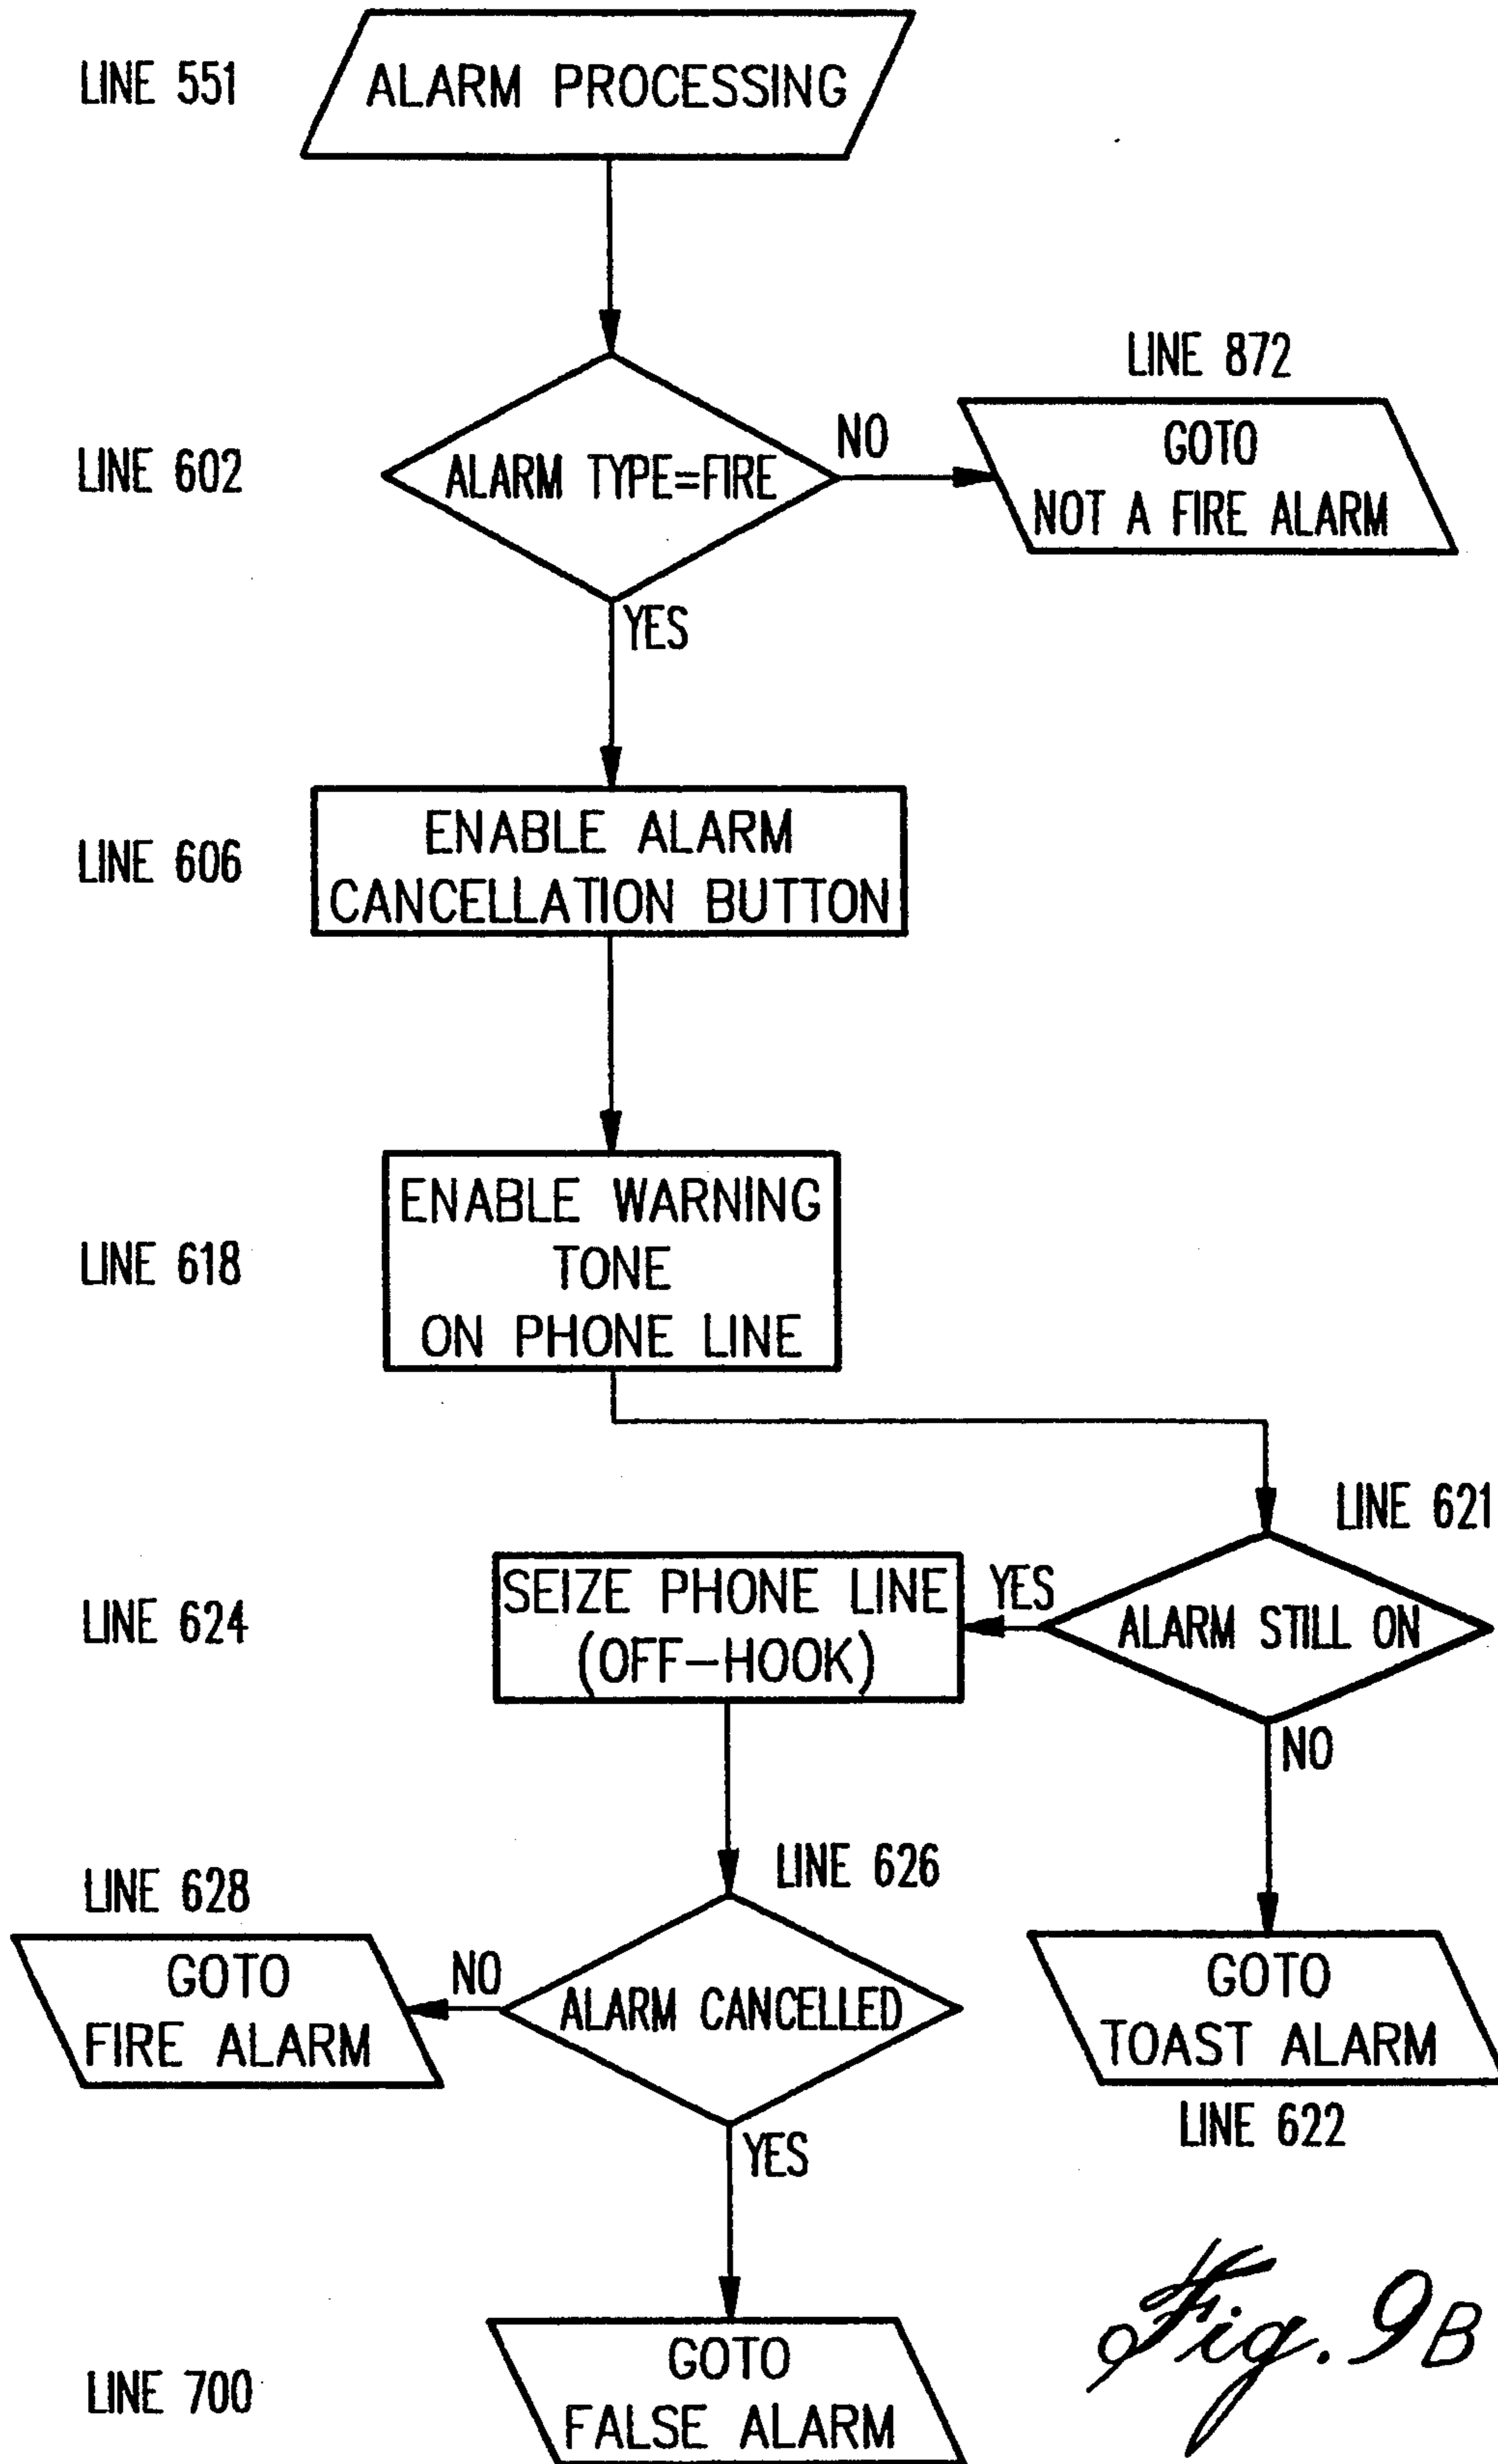 LINE 551
ALARM PROCESSING
LINE 872
LINE 602
ALARM TYPE=FIRE
NO
GOTO
NOT A FIRE ALARM
YES
LINE 606
ENABLE ALARM
CANCELLATION BUTTON
LINE 618
ENABLE WARNING
TONE
ON PHONE LINE
LINE 621
LINE 624
SEIZE PHONE LINE
(OFF-HOOK)
YES
ALARM STILL ON
NO
LINE 628
LINE 626
GOTO
FIRE ALARM
NO
ALARM CANCELLED
GOTO
TOAST ALARM
LINE 622
YES
LINE 700
GOTO
FALSE ALARM
Fig. 9B